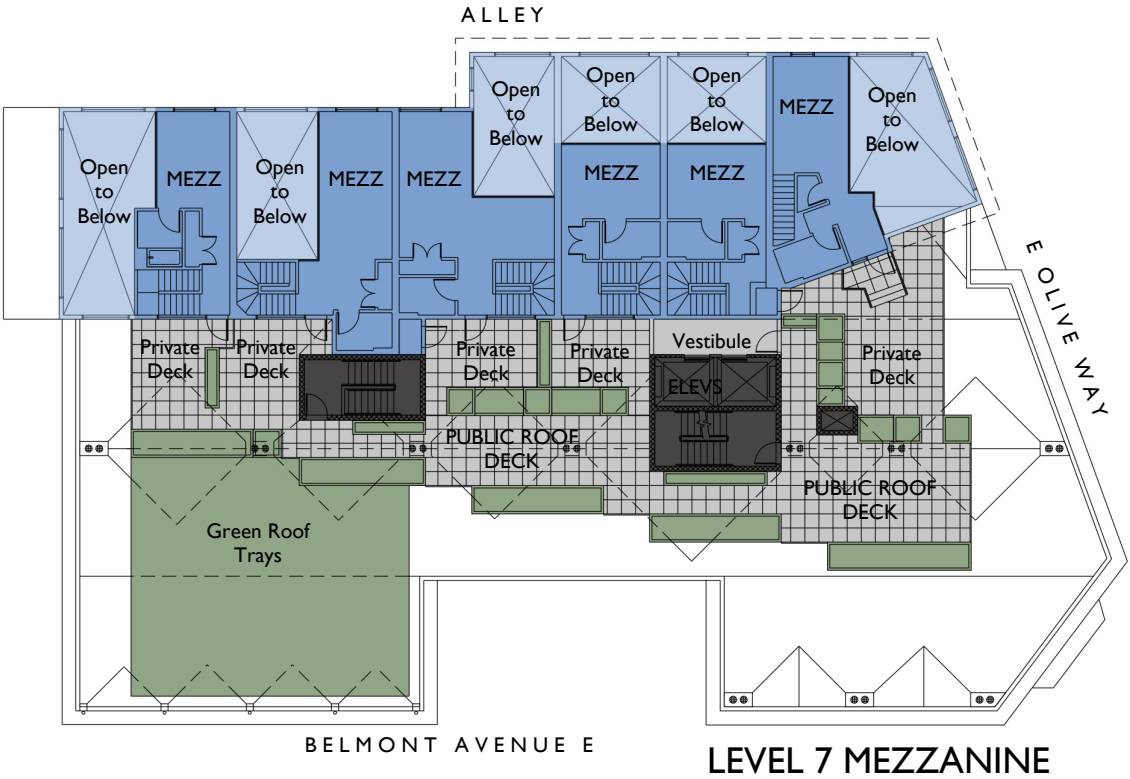 ALLEY
Open
to
Below
MEZZ
Open
to
Below
MEZZ
MEZZ
Open
to
Below
Open
to
Below
MEZZ
Open
to
Below
MEZZ
MEZZ
Open
to
Below
E OLIVE WAY
Private
Deck
Private
Deck
Private
Deck
Private
Deck
Vestibule
ELEVS
Private
Deck
PUBLIC ROOF
DECK
PUBLIC ROOF
DECK
Green Roof
Trays
BELMONT AVENUE E
LEVEL 7 MEZZANINE